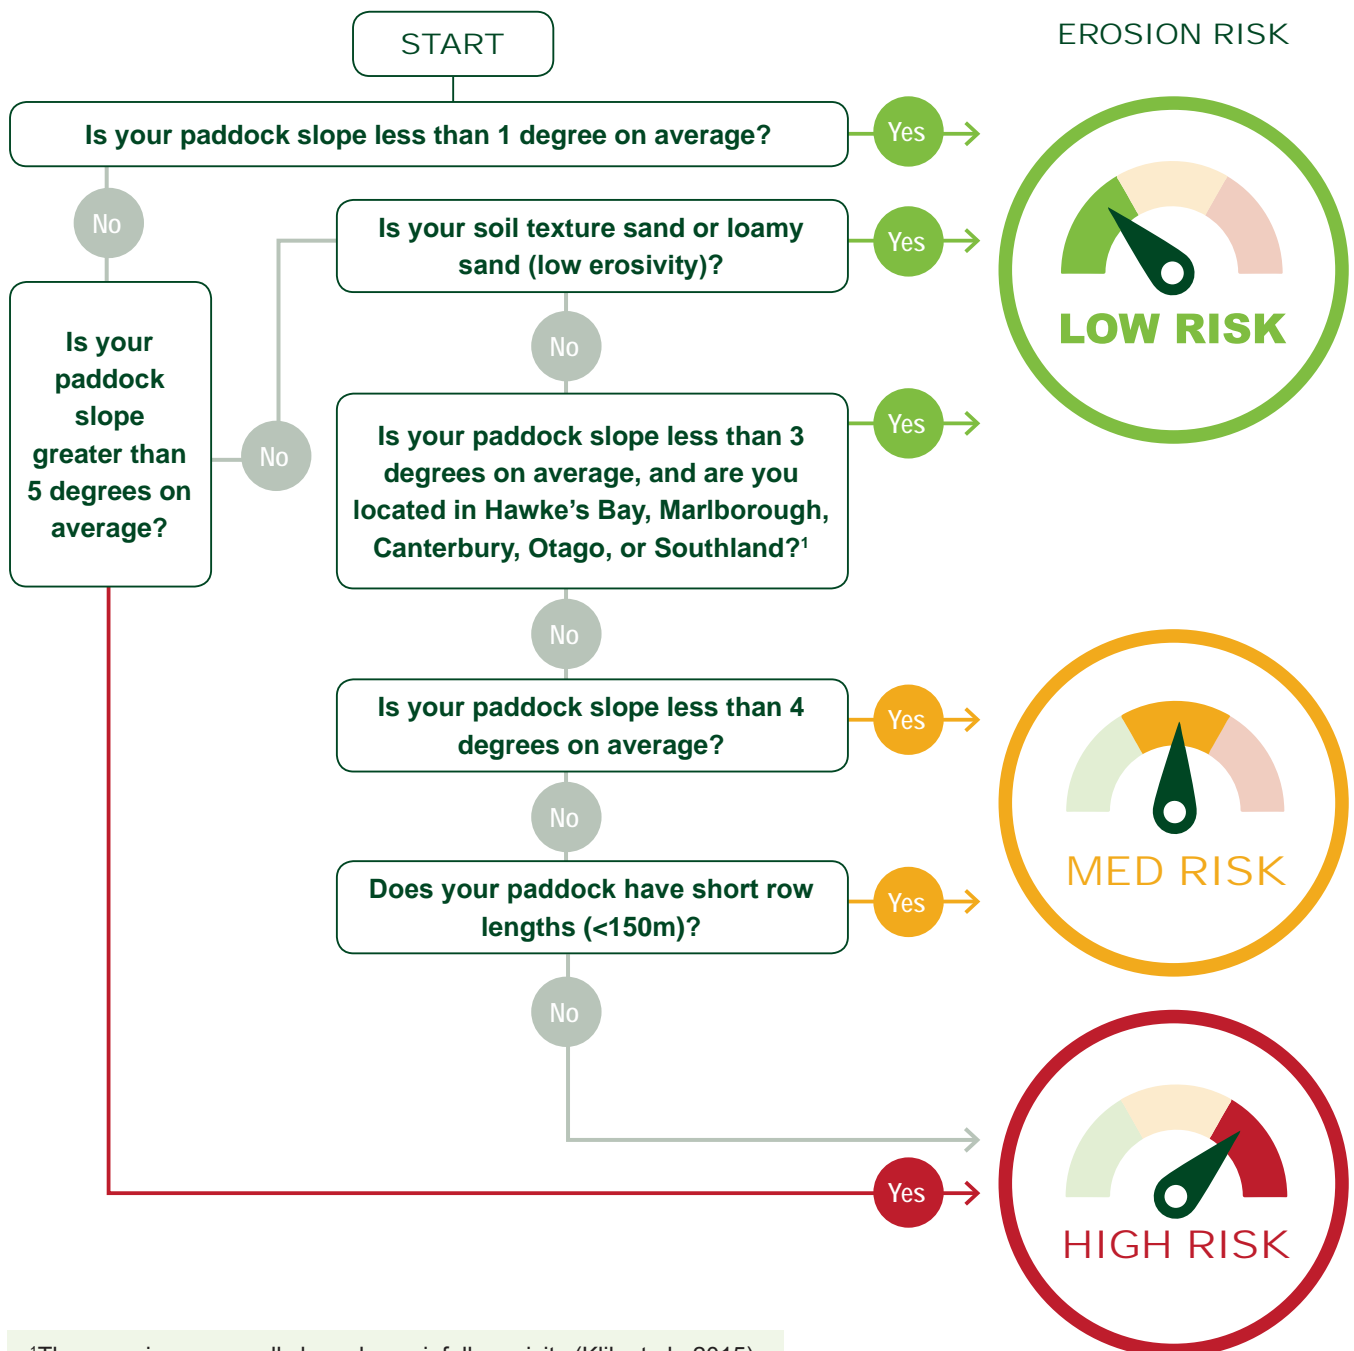 START
EROSION RISK
Is your paddock slope less than 1 degree on average?
Yes
No
Is your soil texture sand or loamy
sand (low erosivity)?
Yes
LOW RISK
Is your
paddock
slope
greater than
5 degrees on
average?
No
No
Is your paddock slope less than 3
degrees on average, and are you
located in Hawke’s Bay, Marlborough,
Canterbury, Otago, or Southland?¹
Yes
No
Is your paddock slope less than 4
degrees on average?
Yes
MED RISK
No
Does your paddock have short row
lengths (<150m)?
Yes
No
Yes
HIGH RISK